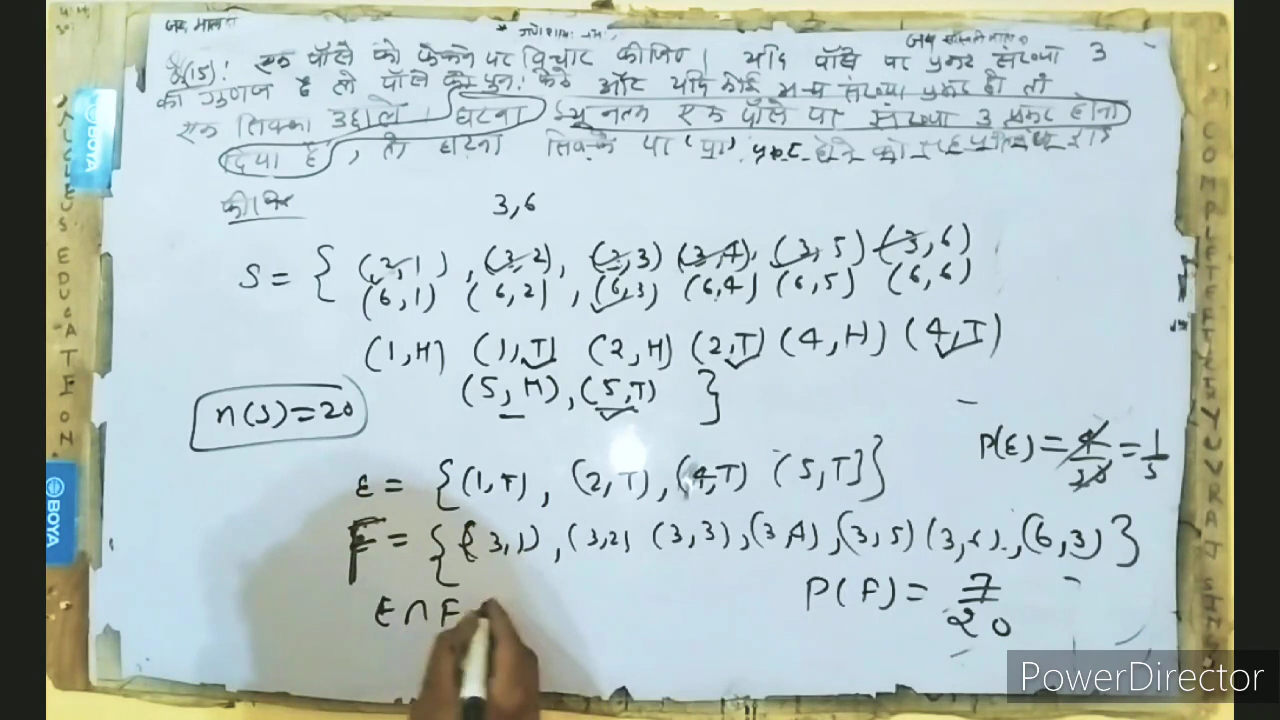 प्र(15): एक पाँसे को फेंकने पर विचार कीजिए। यदि पाँसे पर प्रकट संख्या 3
का गुणज है तो पाँसे को पुनः फेंके और यदि कोई अन्य संख्या प्रकट हो तो
एक सिक्का उछाले। घटना न्यूनतम एक पाँसे पर संख्या 3 प्रकट होना
दिया है, तो घटना सिक्के पर प्रकट होने की
3,6
S = { (3,1) , (3,2), (3,3) (3,4), (3,5) (3,6)
(6,1) (6,2) , (6,3) (6,4) (6,5) (6,6)
(1,H) (1,T) (2,H) (2,T) (4,H) (4,T)
(5,H), (5,T) }
n(S)=20
P(E) = 4/20 = 1/5
E = {(1,T), (2,T), (4,T) (5,T)}
F = {(3,1), (3,2) (3,3), (3,4), (3,5) (3,6), (6,3)}
P(F) = 7/20
E∩F
BOYA
BOYA
EDUCATION
COMPLETE
PowerDirector